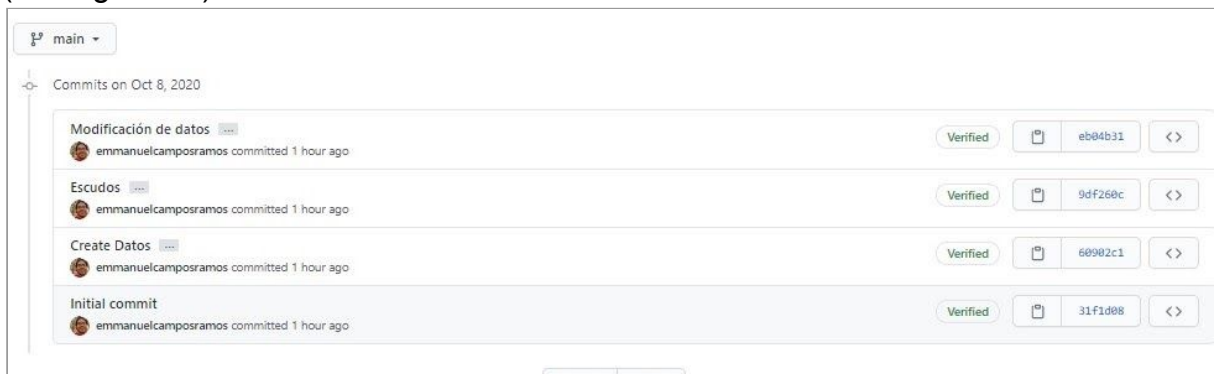 main
Commits on Oct 8, 2020
Modificación de datos ...
emmanuelcamposramos committed 1 hour ago
Verified
eb04b31
<>
Escudos ...
emmanuelcamposramos committed 1 hour ago
Verified
9df260c
<>
Create Datos ...
emmanuelcamposramos committed 1 hour ago
Verified
60902c1
<>
Initial commit
emmanuelcamposramos committed 1 hour ago
Verified
31f1d08
<>